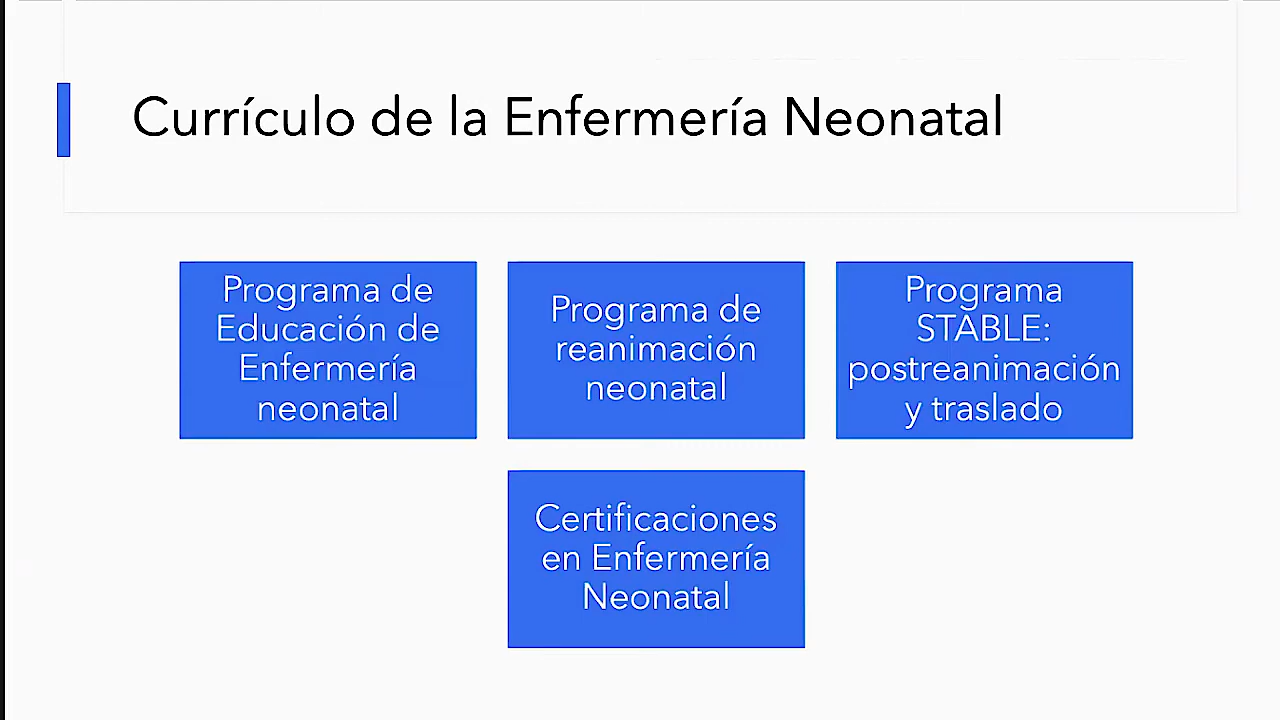 Currículo de la Enfermería Neonatal
Programa de
Educación de
Enfermería
neonatal
Programa de
reanimación
neonatal
Programa
STABLE:
postreanimación
y traslado
Certificaciones
en Enfermería
Neonatal